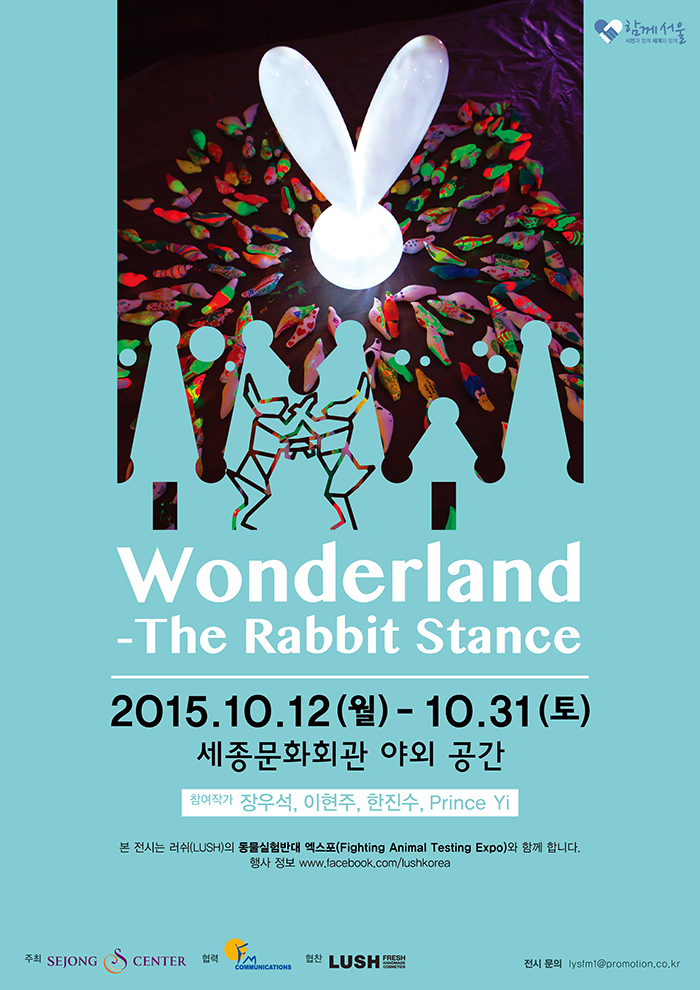 함께서울
시민과 함께 세계와 함께
Wonderland
-The Rabbit Stance
2015.10.12(월) - 10.31(토)
세종문화회관 야외 공간
참여작가 장우석, 이현주, 한진수, Prince Yi
본 전시는 러쉬(LUSH)의 동물실험반대 엑스포(Fighting Animal Testing Expo)와 함께 합니다.
행사 정보 www.facebook.com/lushkorea
주최 SEJONG CENTER 협력 FM COMMUNICATIONS 협찬 LUSH FRESH HANDMADE COSMETICS 전시 문의 lysfm1@promotion.co.kr